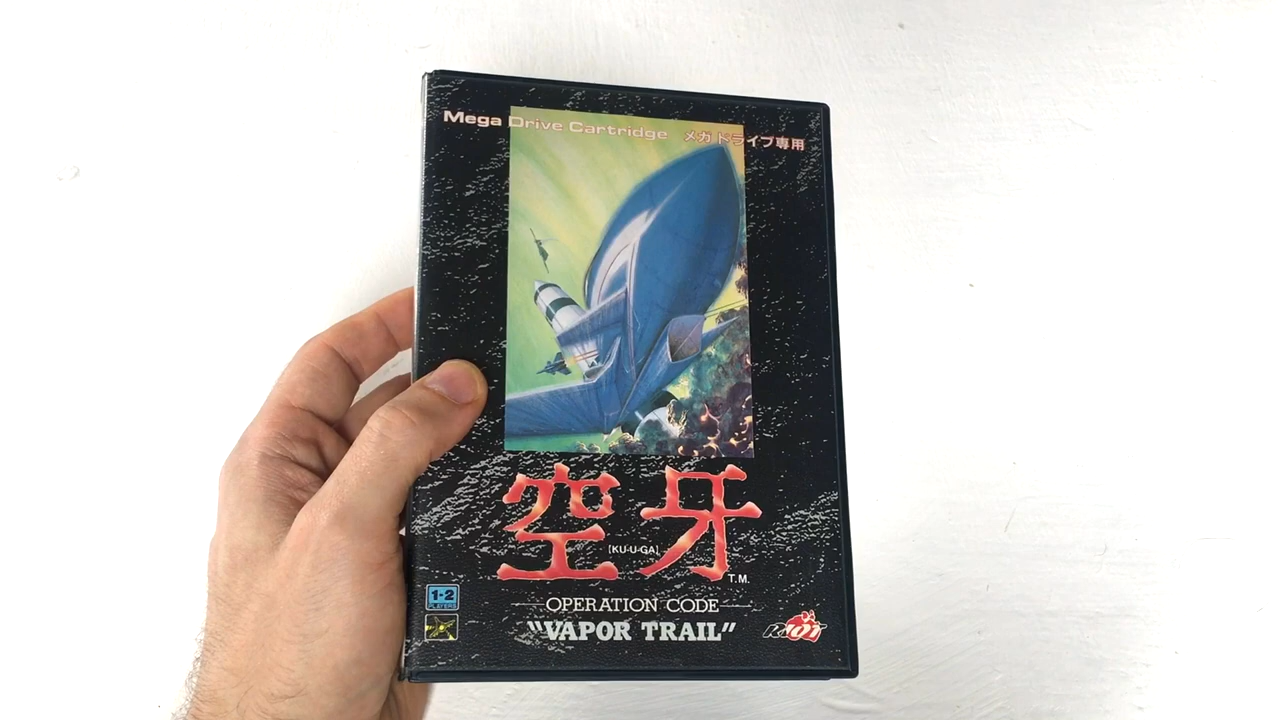 Mega Drive Cartridge メガドライブ専用
空牙
[KU·U·GA]
T.M.
1-2
PLAYERS
OPERATION CODE
"VAPOR TRAIL"
RIOT